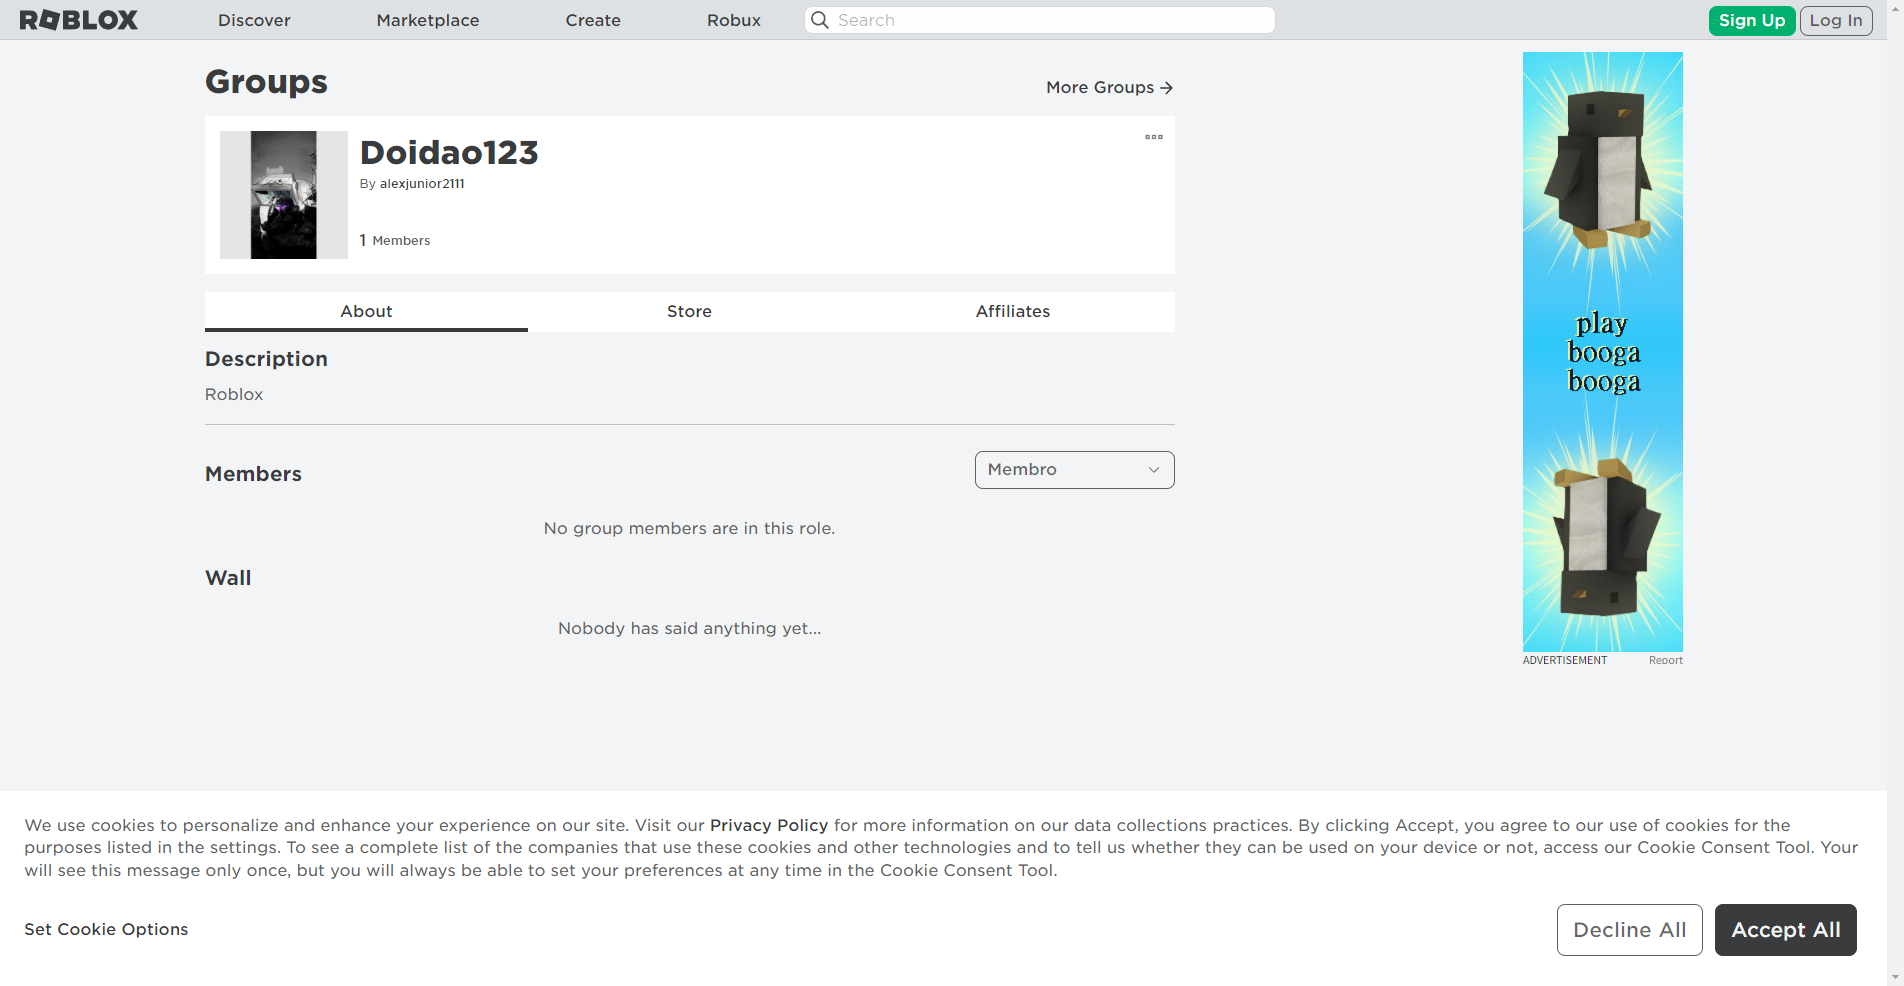 ROBLOX
Discover
Marketplace
Create
Robux
Search
Sign Up
Log In
Groups
More Groups
Doidao123
By alexjunior2111
1 Members
About
Store
Affiliates
Description
Roblox
Members
Membro
No group members are in this role.
Wall
Nobody has said anything yet...
play
booga
booga
ADVERTISEMENT
Report
We use cookies to personalize and enhance your experience on our site. Visit our Privacy Policy for more information on our data collections practices. By clicking Accept, you agree to our use of cookies for the
purposes listed in the settings. To see a complete list of the companies that use these cookies and other technologies and to tell us whether they can be used on your device or not, access our Cookie Consent Tool. Your
will see this message only once, but you will always be able to set your preferences at any time in the Cookie Consent Tool.
Set Cookie Options
Decline All
Accept All